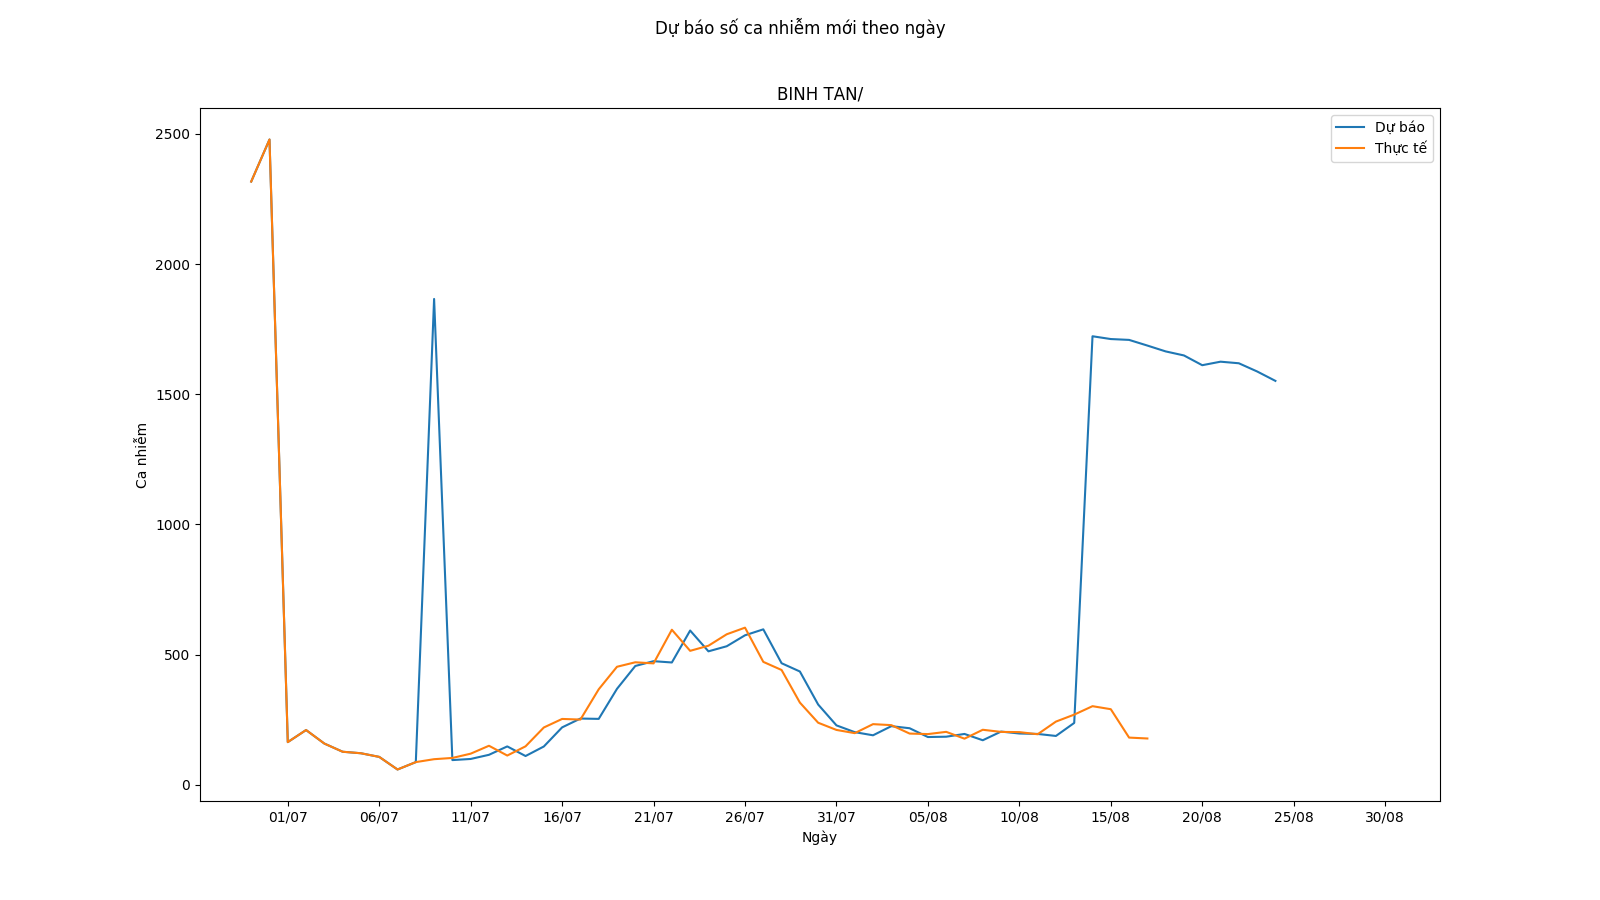 Dự báo số ca nhiễm mới theo ngày
BINH TAN/
Dự báo
Thực tế
2500
2000
1500
1000
500
0
Ca nhiễm
01/07 06/07 11/07 16/07 21/07 26/07 31/07 05/08 10/08 15/08 20/08 25/08 30/08
Ngày